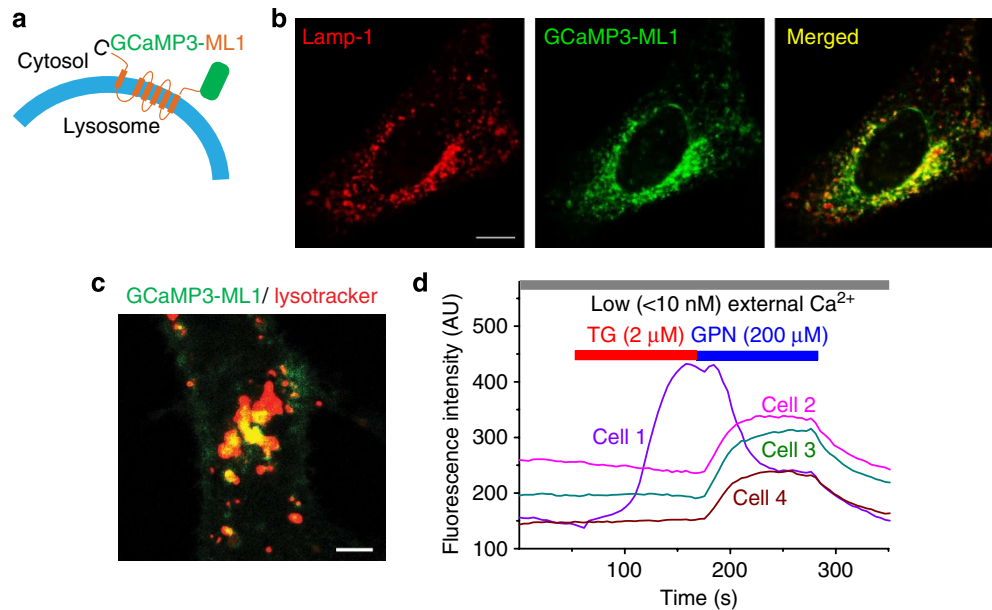 a
GCaMP3-ML1
C
Cytosol
Lysosome
b
Lamp-1
GCaMP3-ML1
Merged
c
GCaMP3-ML1/ lysotracker
d
Low (<10 nM) external Ca²⁺
TG (2 μM) GPN (200 μM)
Cell 1
Cell 2
Cell 3
Cell 4
Fluorescence intensity (AU)
500
400
300
200
100
100 200 300
Time (s)